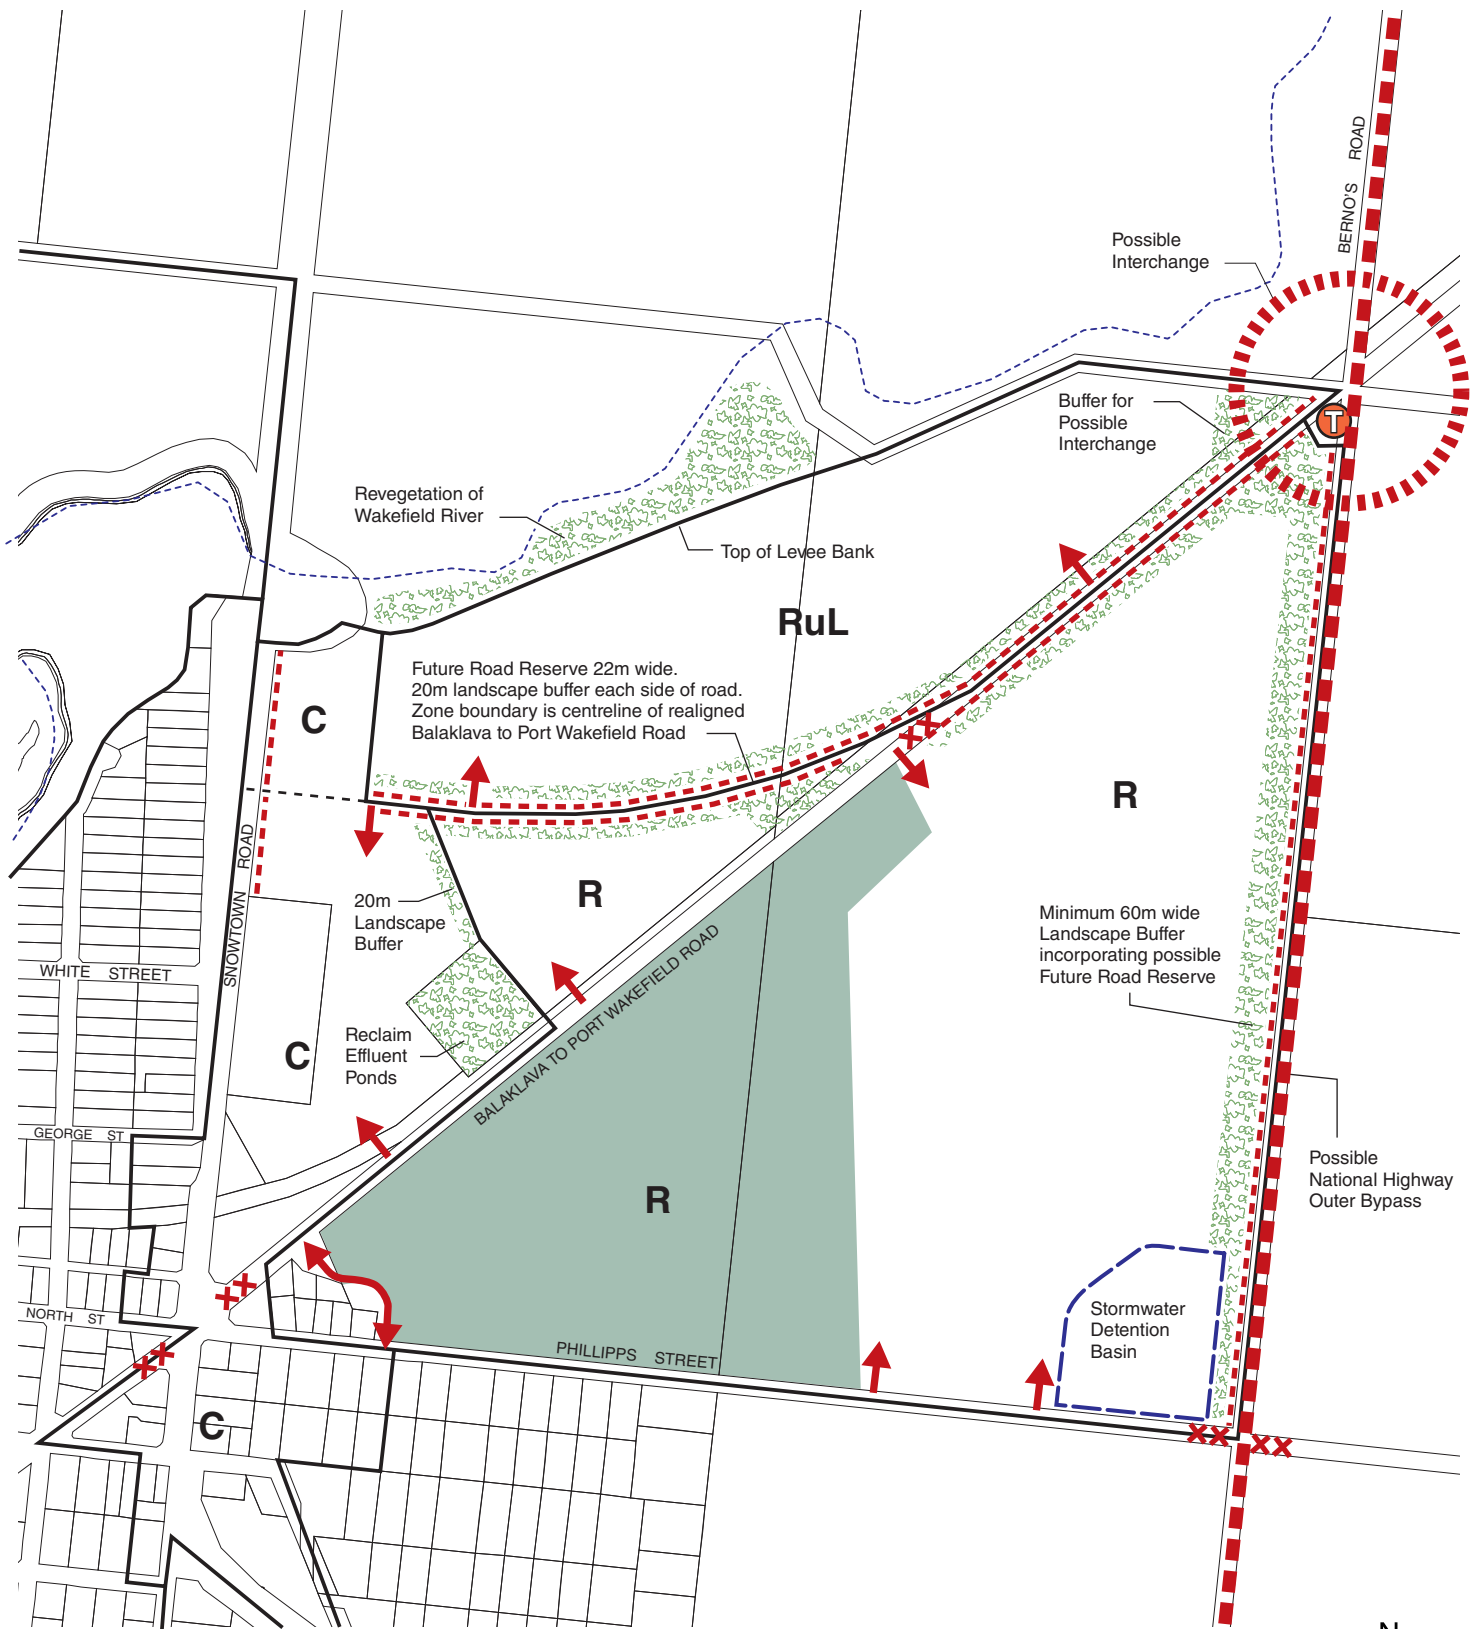 BERNO'S ROAD
Possible
Interchange
Buffer for
Possible
Interchange
T
Revegetation of
Wakefield River
Top of Levee Bank
RuL
Future Road Reserve 22m wide.
20m landscape buffer each side of road.
Zone boundary is centreline of realigned
Balaklava to Port Wakefield Road
C
R
SNOWTOWN ROAD
20m
Landscape
Buffer
R
Minimum 60m wide
Landscape Buffer
incorporating possible
Future Road Reserve
WHITE STREET
BALAKLAVA TO PORT WAKEFIELD ROAD
C
Reclaim
Effluent
Ponds
GEORGE ST
R
Possible
National Highway
Outer Bypass
NORTH ST
Stormwater
Detention
Basin
PHILLIPPS STREET
C
N